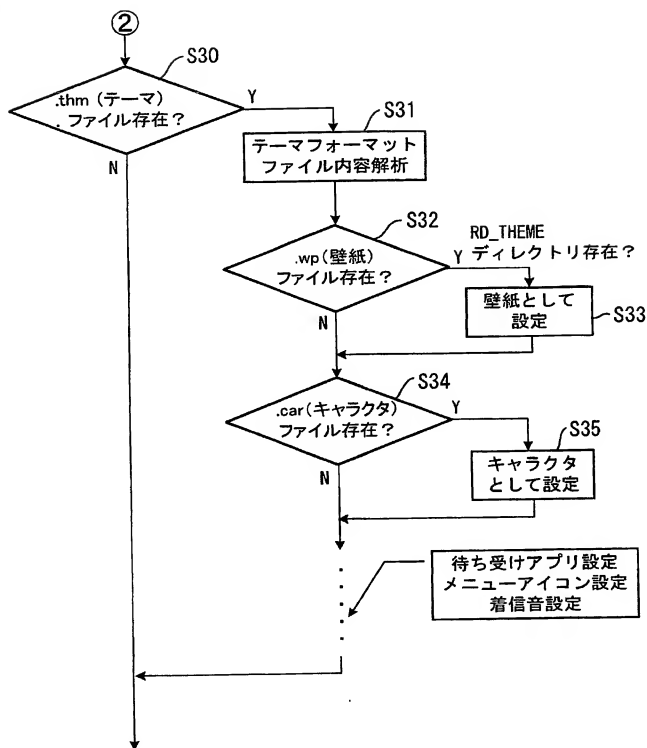 ②
S30
.thm (テーマ)
. ファイル存在？
Y
N
S31
テーマフォーマット
ファイル内容解析
S32
.wp(壁紙)
ファイル存在？
RD_THEME
Y ディレクトリ存在？
N
壁紙として
設定
S33
S34
.car(キャラクタ)
ファイル存在？
Y
N
S35
キャラクタ
として設定
待ち受けアプリ設定
メニューアイコン設定
着信音設定